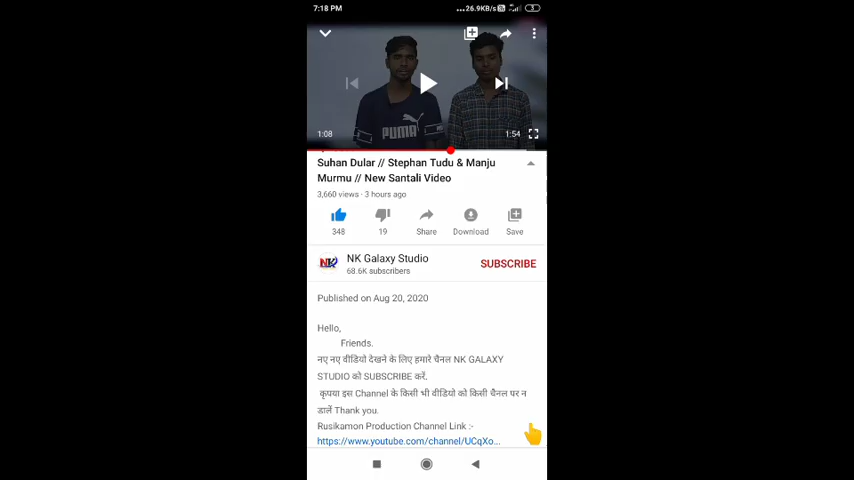 7:18 PM
...26.9KB/s
5
PUMA
1:08
1:54
Suhan Dular // Stephan Tudu & Manju
Murmu // New Santali Video
3,660 views · 3 hours ago
348
19
Share
Download
Save
NK
NK Galaxy Studio
68.6K subscribers
SUBSCRIBE
Published on Aug 20, 2020
Hello,
Friends.
नए नए वीडियो देखने के लिए हमारे चैनल NK GALAXY
STUDIO को SUBSCRIBE करें.
कृपया इस Channel के किसी भी वीडियो को किसी चैनल पर न
डालें Thank you.
Rusikamon Production Channel Link :-
https://www.youtube.com/channel/UCqXo...